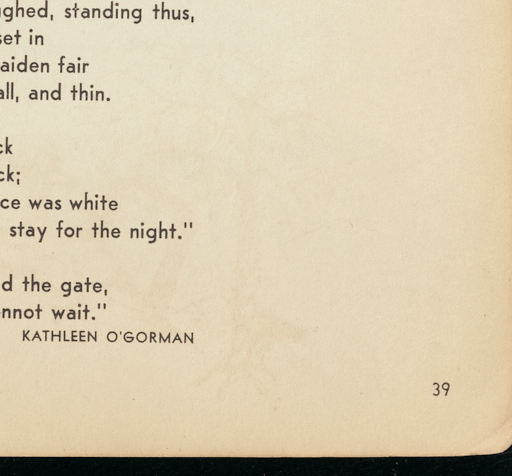 ghed, standing thus,
set in
aiden fair
all, and thin.
ck
ck;
ce was white
stay for the night."
d the gate,
nnot wait."
KATHLEEN O'GORMAN
39